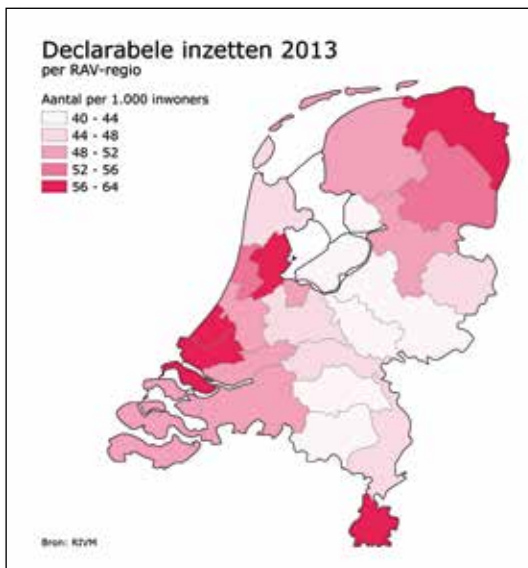 Declarabele inzetten 2013
per RAV-regio
Aantal per 1.000 inwoners
40 - 44
44 - 48
48 - 52
52 - 56
56 - 64
Bron: RIVM